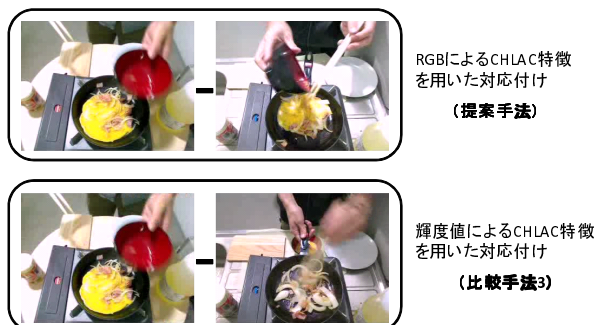 RGBによるCHLAC特徴
を用いた対応付け
（提案手法）
輝度値によるCHLAC特徴
を用いた対応付け
（比較手法3）